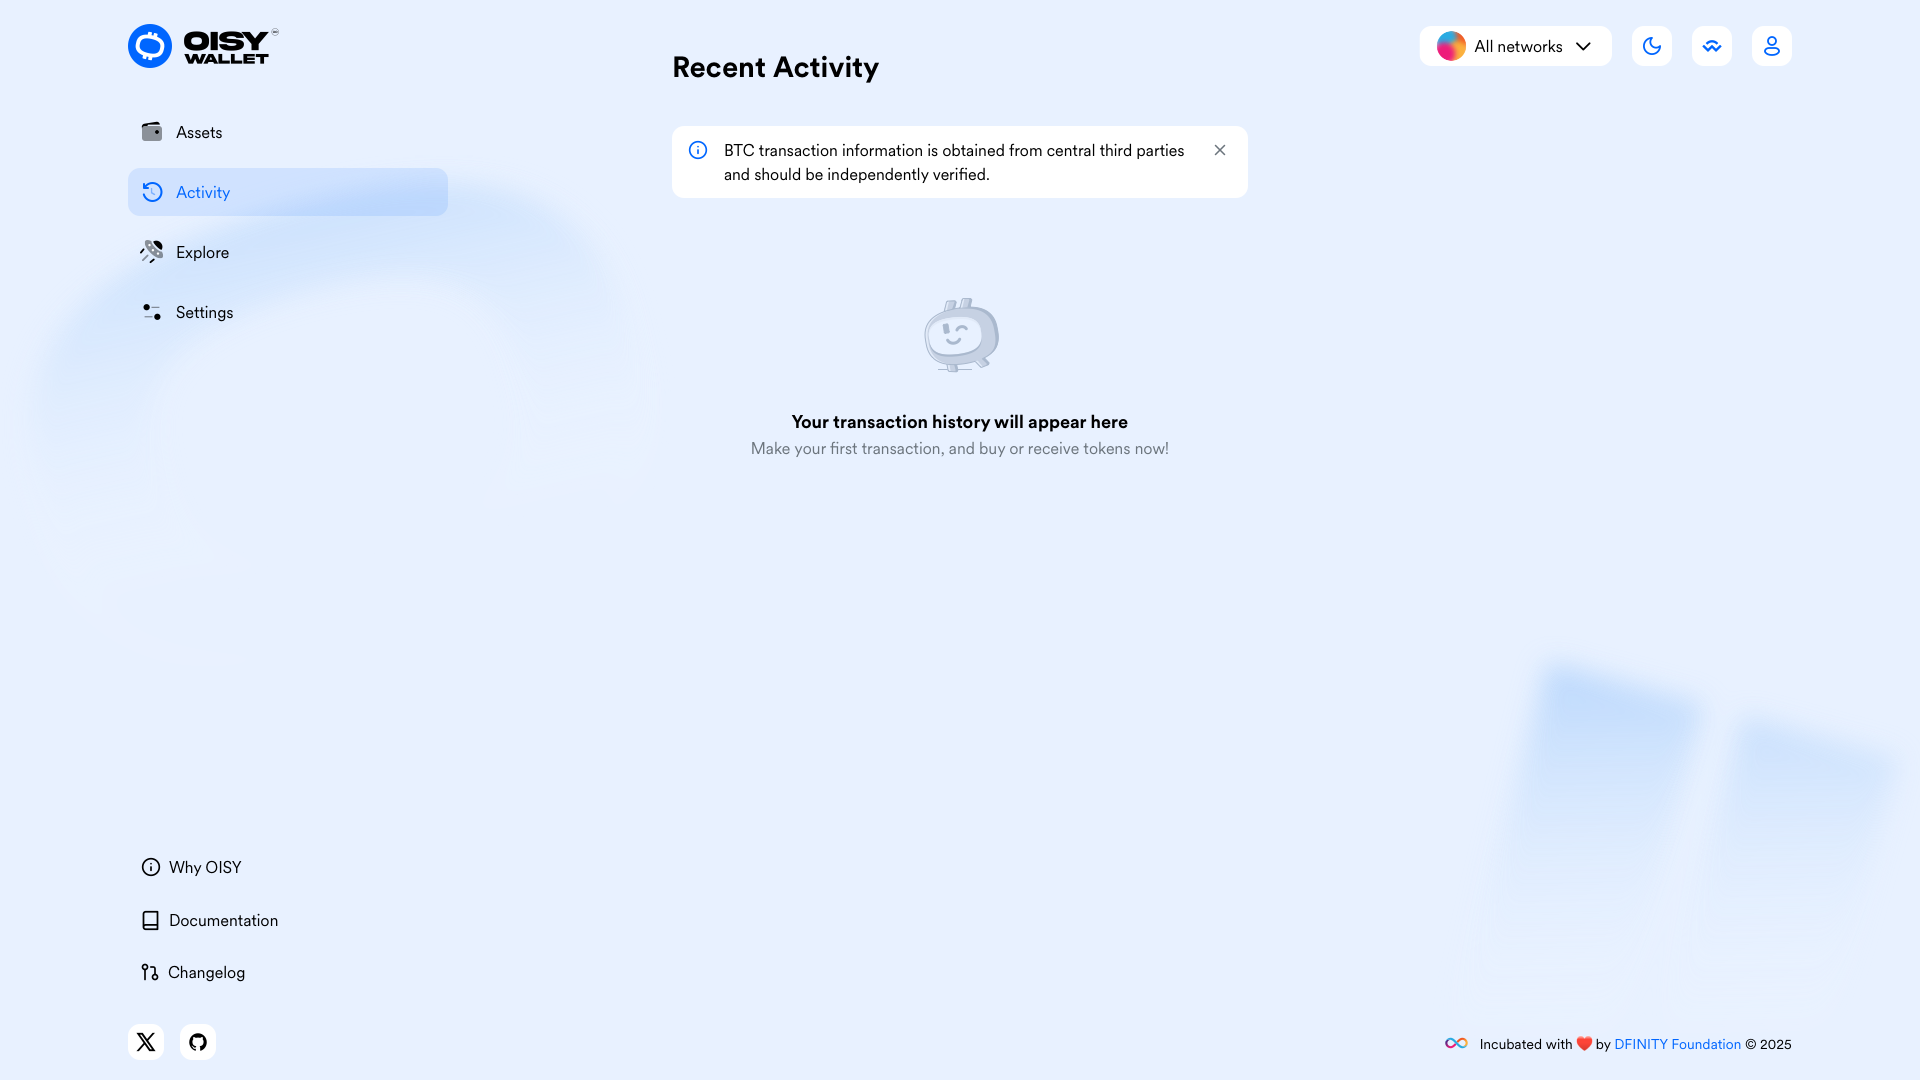 OISY
WALLET
Assets
Activity
Explore
Settings
Why OISY
Documentation
Changelog
Recent Activity
All networks
BTC transaction information is obtained from central third parties
and should be independently verified.
Your transaction history will appear here
Make your first transaction, and buy or receive tokens now!
Incubated with ❤️ by DFINITY Foundation © 2025